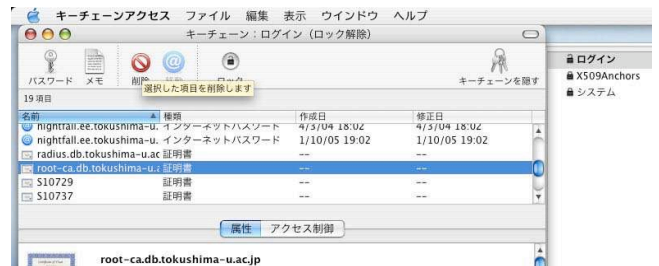 キーチェーンアクセス ファイル 編集 表示 ウインドウ ヘルプ
キーチェーン：ログイン（ロック解除）
パスワード メモ 削除 ロック キーチェーンを隠す
選択した項目を削除します
19 項目
名前 種類 作成日 修正日
nightfall.ee.tokushima-u. インターネットパスワード 4/3/04 18:02 4/3/04 18:02
nightfall.ee.tokushima-u. インターネットパスワード 1/10/05 19:02 1/10/05 19:02
radius.db.tokushima-u.ac 証明書 -- --
root-ca.db.tokushima-u.a 証明書 -- --
S10729 証明書 -- --
S10737 証明書 -- --
属性 アクセス制御
root-ca.db.tokushima-u.ac.jp
ログイン
X509Anchors
システム